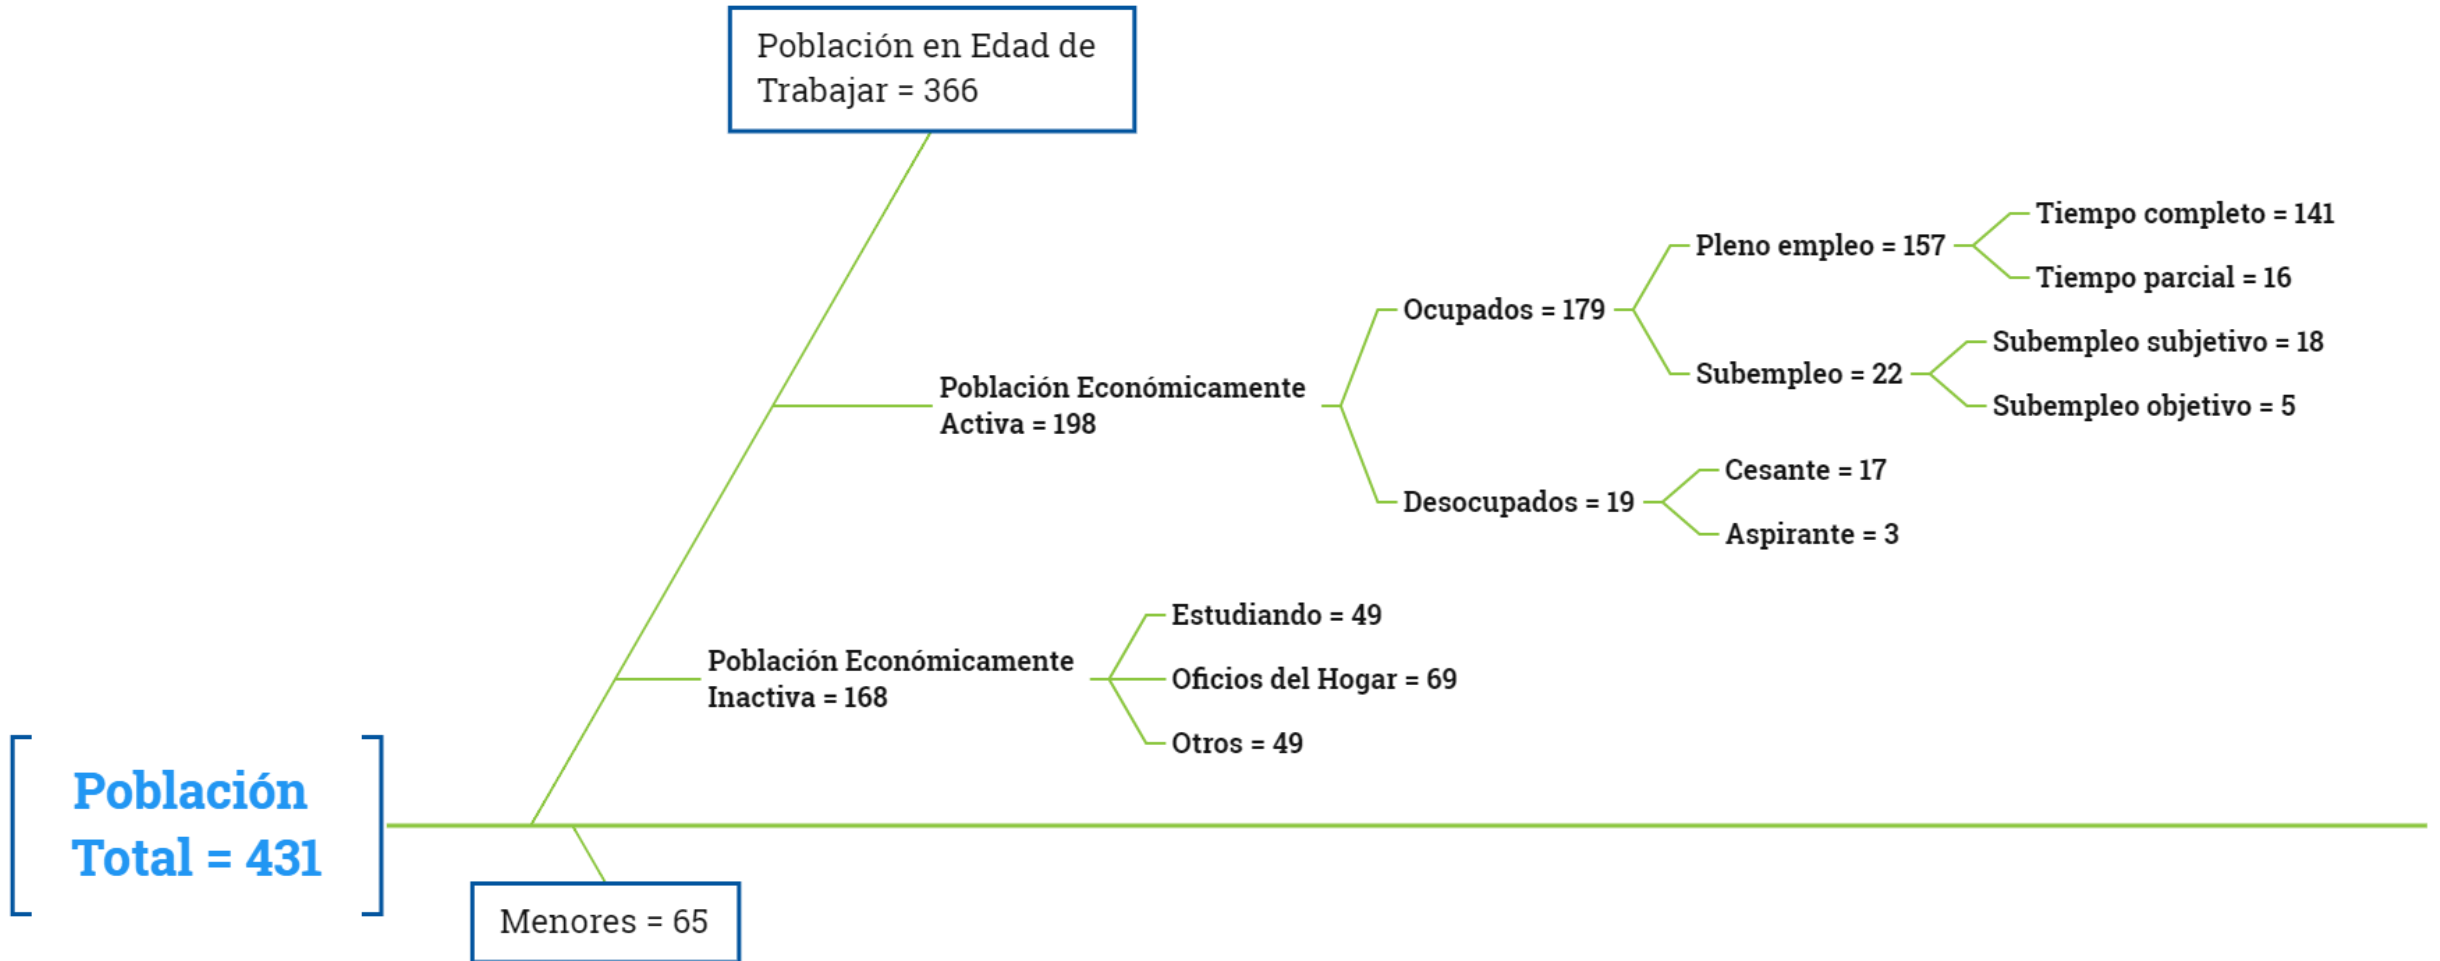 Población en Edad de
Trabajar = 366
Tiempo completo = 141
Pleno empleo = 157
Tiempo parcial = 16
Ocupados = 179
Subempleo subjetivo = 18
Subempleo = 22
Subempleo objetivo = 5
Población Económicamente
Activa = 198
Cesante = 17
Desocupados = 19
Aspirante = 3
Estudiando = 49
Población Económicamente
Inactiva = 168
Oficios del Hogar = 69
Otros = 49
Población
Total = 431
Menores = 65